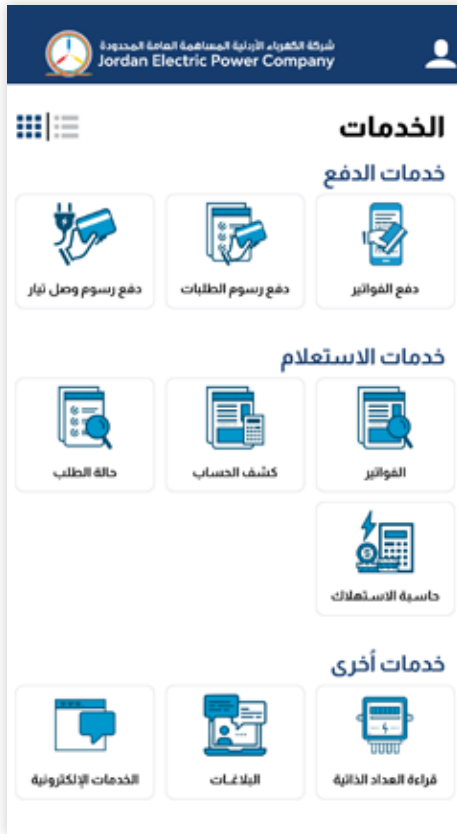 شركة الكهرباء الأردنية المساهمة العامة المحدودة
Jordan Electric Power Company
الخدمات
خدمات الدفع
دفع الفواتير
دفع رسوم الطلبات
دفع رسوم وصل تيار
خدمات الاستعلام
الفواتير
كشف الحساب
حالة الطلب
حاسبة الاستهلاك
خدمات أخرى
قراءة العداد الذاتية
البلاغات
الخدمات الإلكترونية